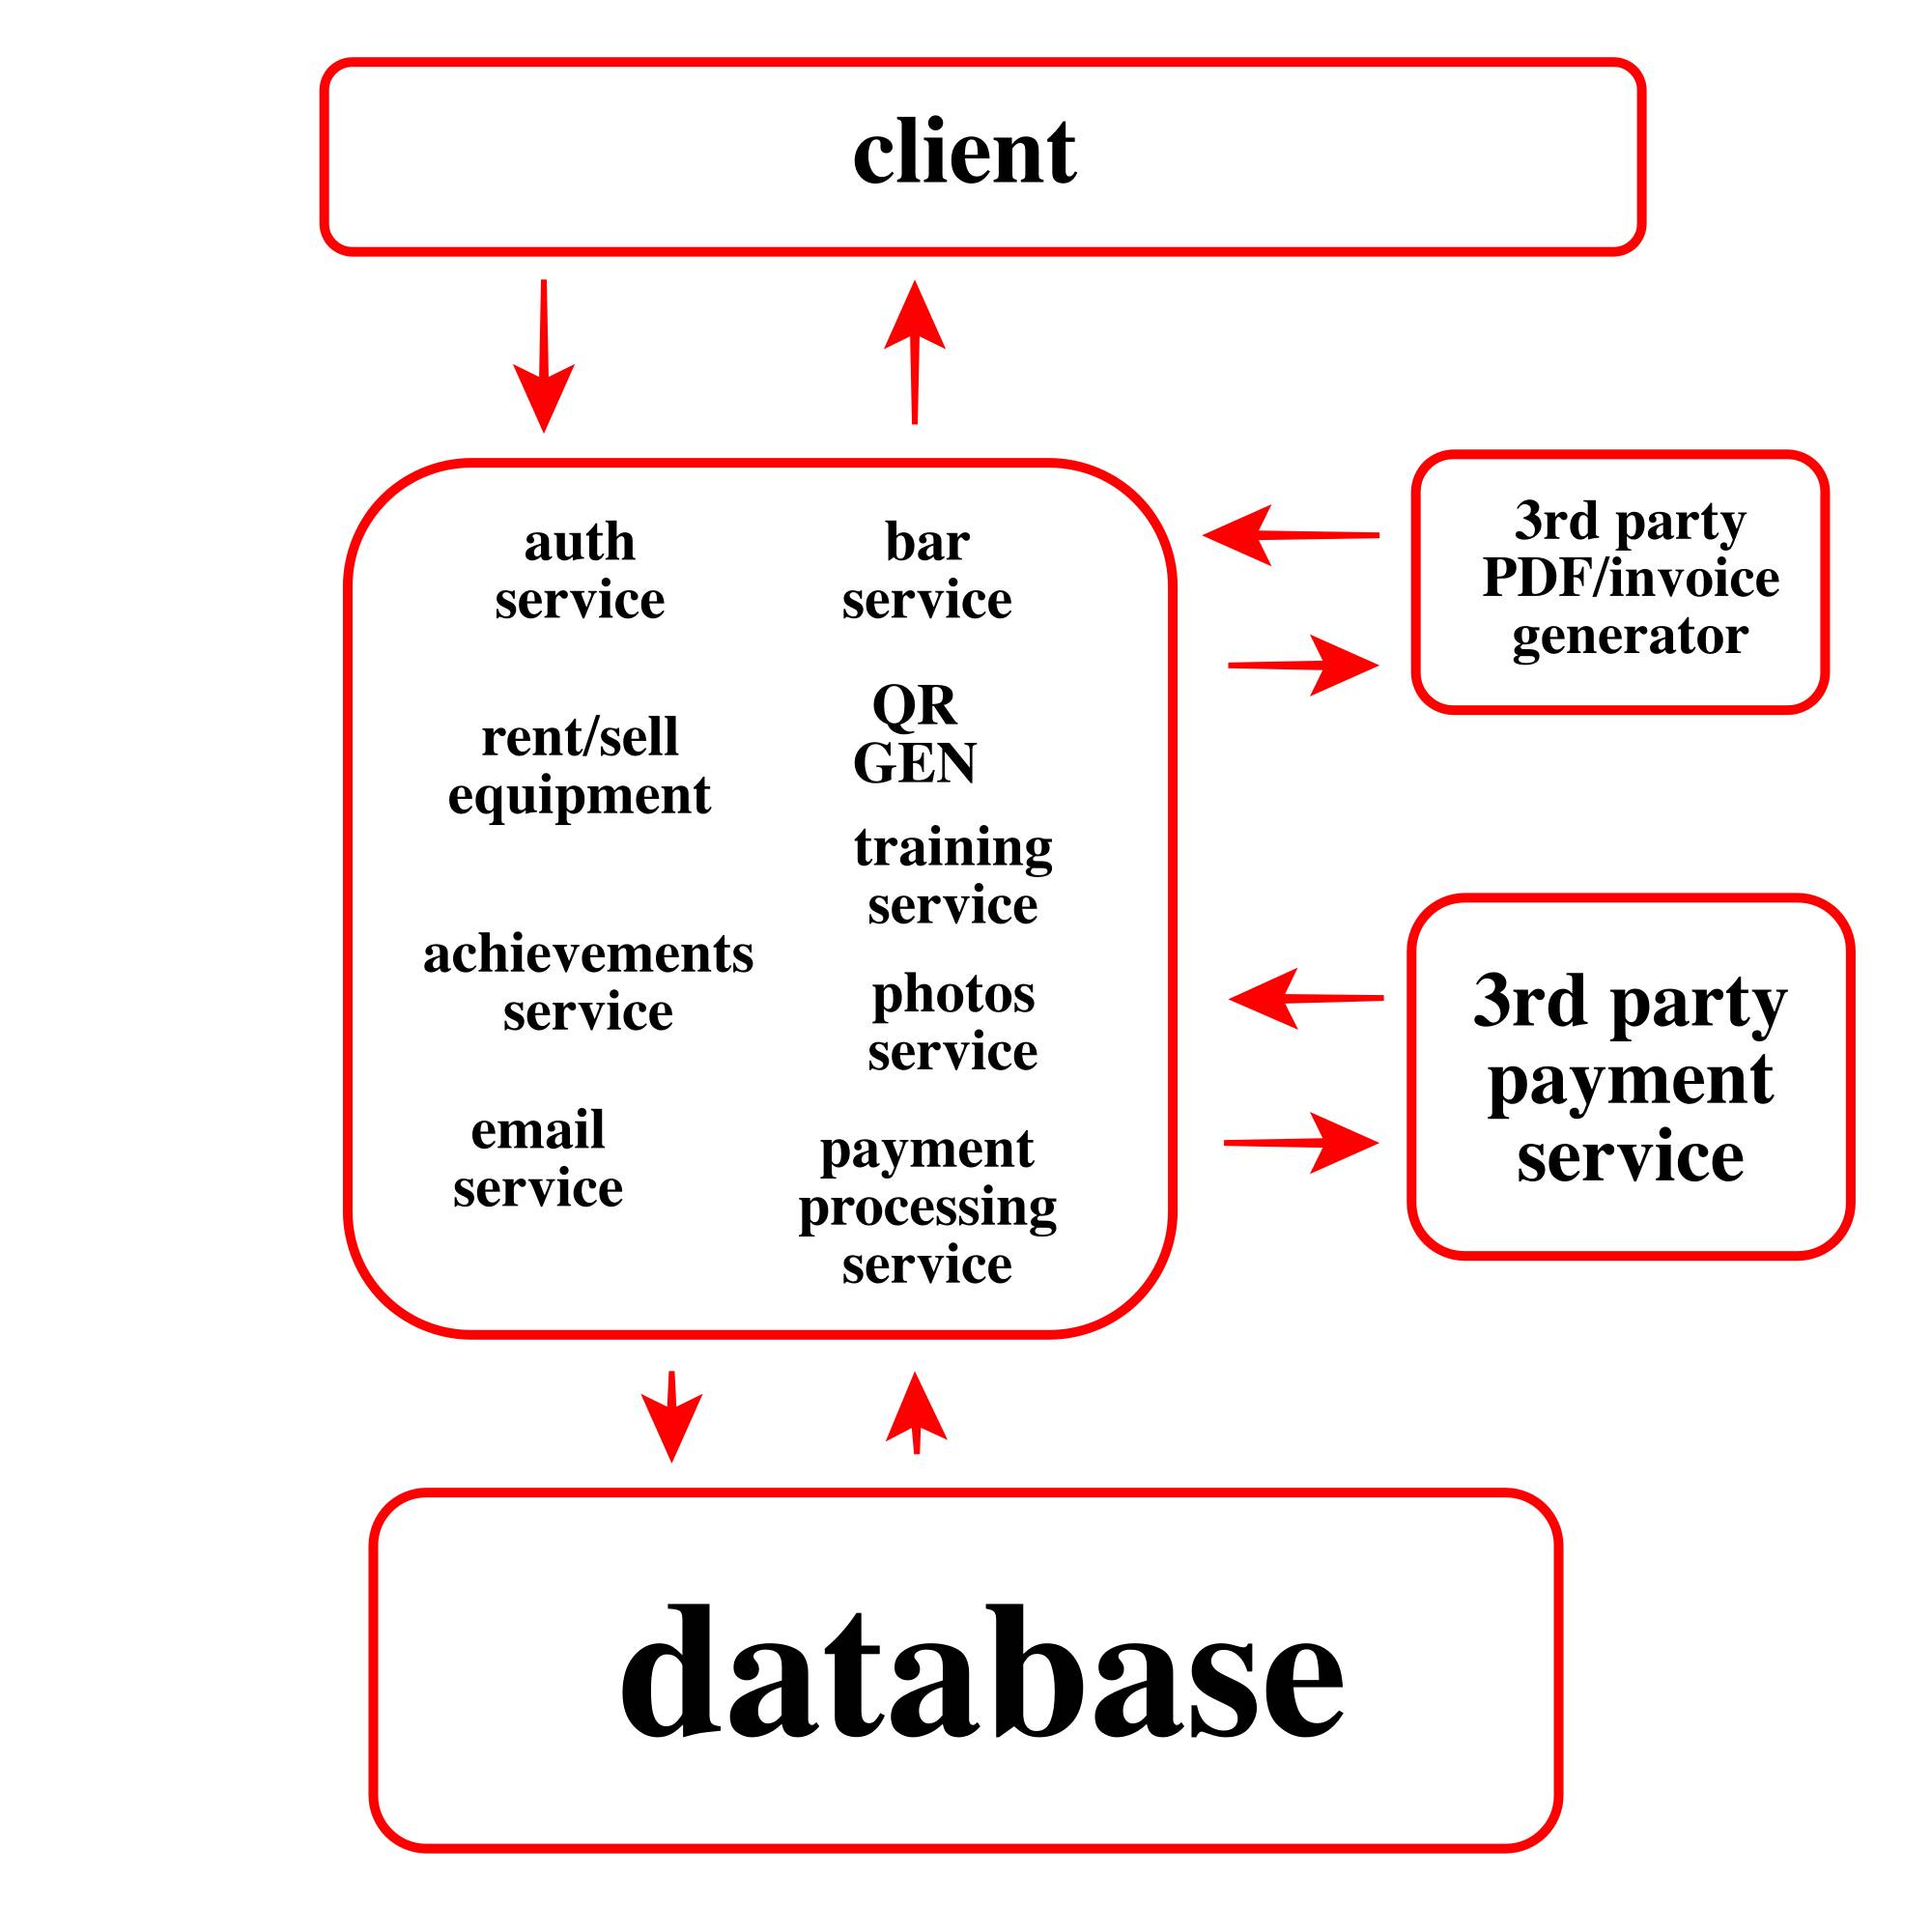 client
auth
service
bar
service
rent/sell
equipment
QR
GEN
training
service
achievements
service
photos
service
email
service
payment
processing
service
3rd party
PDF/invoice
generator
3rd party
payment
service
database